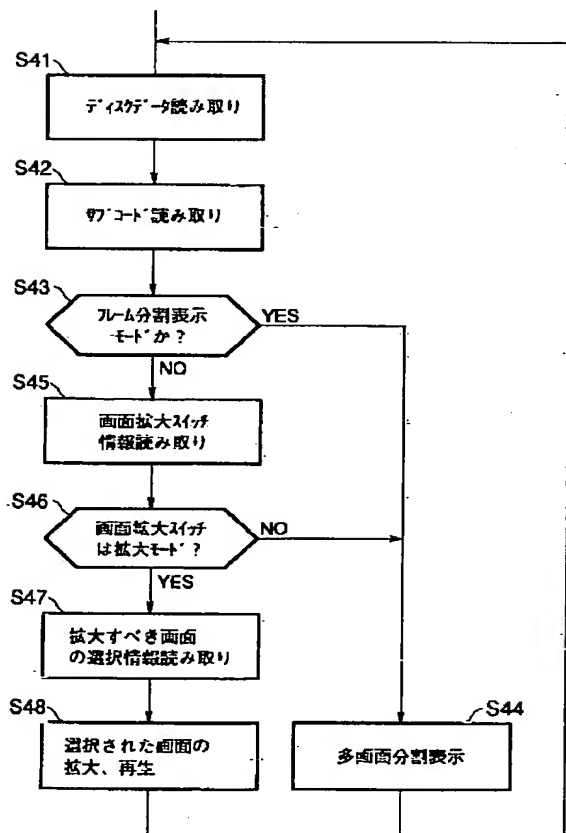 S41
ディスクデータ読み取り
S42
サブコード読み取り
S43
フレーム分割表示
モードか？
YES
NO
S45
画面拡大スイッチ
情報読み取り
S46
画面拡大スイッチ
は拡大モード？
NO
YES
S47
拡大すべき画面
の選択情報読み取り
S48
選択された画面の
拡大、再生
S44
多画面分割表示